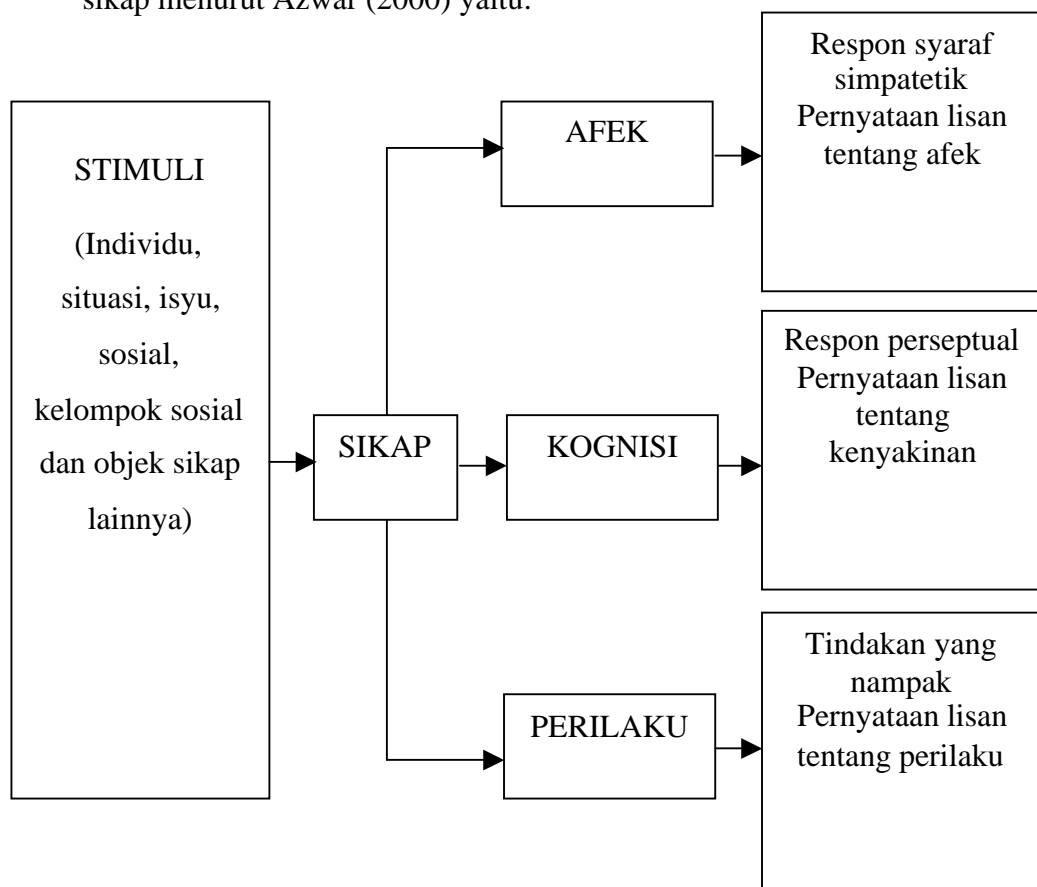 sikap menurut Azwar (2000) yaitu:
STIMULI
(Individu,
situasi, isyu,
sosial,
kelompok sosial
dan objek sikap
lainnya)
SIKAP
AFEK
Respon syaraf
simpatetik
Pernyataan lisan
tentang afek
KOGNISI
Respon perseptual
Pernyataan lisan
tentang
kenyakinan
PERILAKU
Tindakan yang
nampak
Pernyataan lisan
tentang perilaku